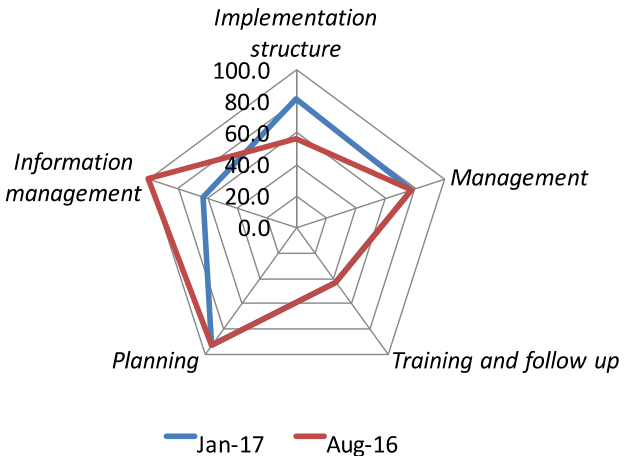 Implementation
structure
100.0
80.0
60.0
40.0
20.0
0.0
Information
management
Management
Planning
Training and follow up
Jan-17
Aug-16